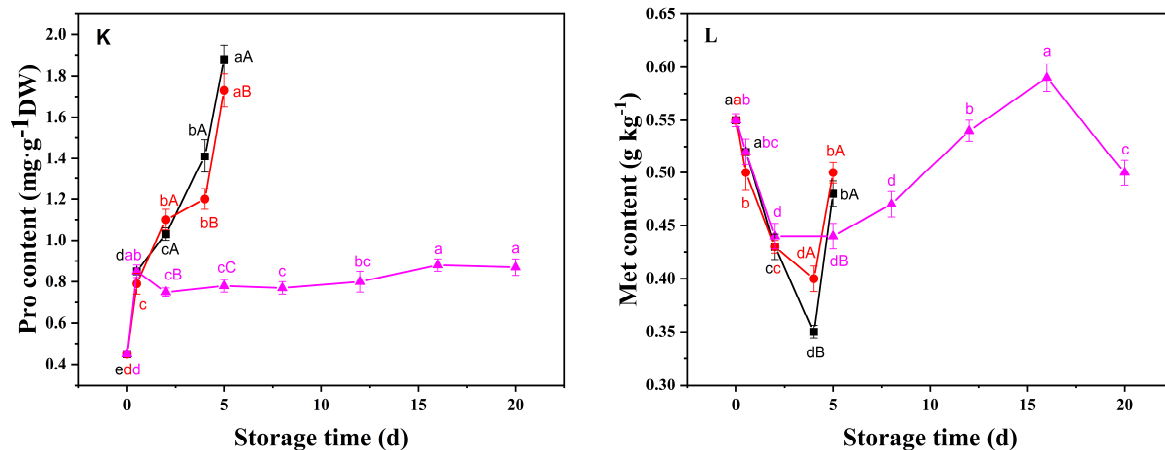 K
Pro content (mg·g⁻¹DW)
2.0
1.8
1.6
1.4
1.2
1.0
0.8
0.6
0.4
aA
aB
bA
bA
bB
cA
dab
c
cB
cC
c
bc
a
a
edd
0 5 10 15 20
Storage time (d)
L
Met content (g kg⁻¹)
0.65
0.60
0.55
0.50
0.45
0.40
0.35
0.30
a
aab
b
abc
bA
c
b
bA
d
d
dA
dB
cc
dB
0 5 10 15 20
Storage time (d)